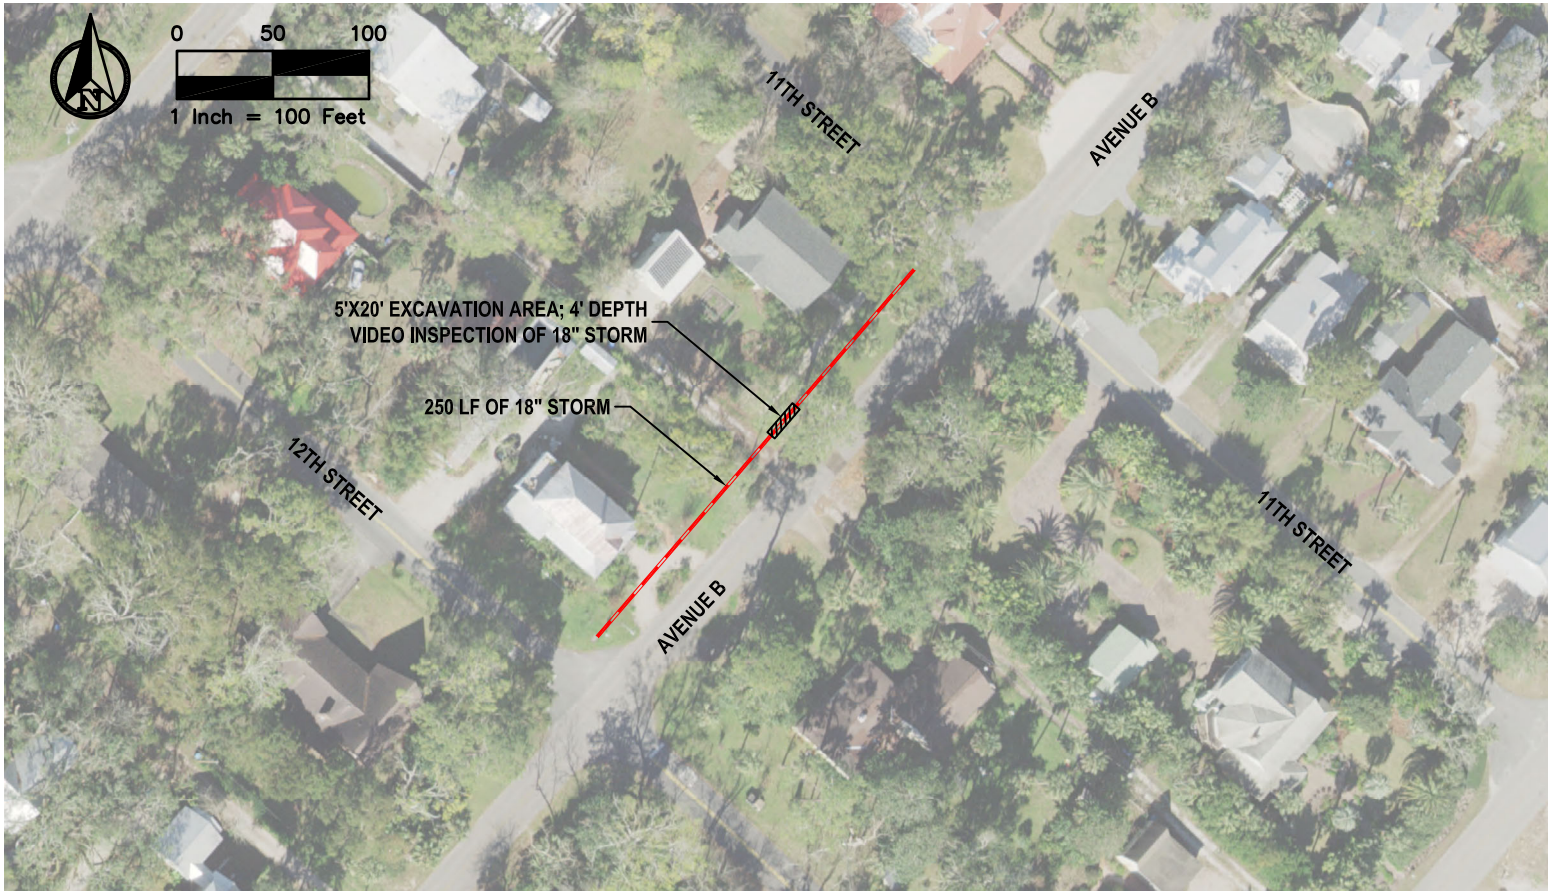 0 50 100
1 Inch = 100 Feet
N
11TH STREET
AVENUE B
5'X20' EXCAVATION AREA; 4' DEPTH
VIDEO INSPECTION OF 18" STORM
250 LF OF 18" STORM
12TH STREET
11TH STREET
AVENUE B